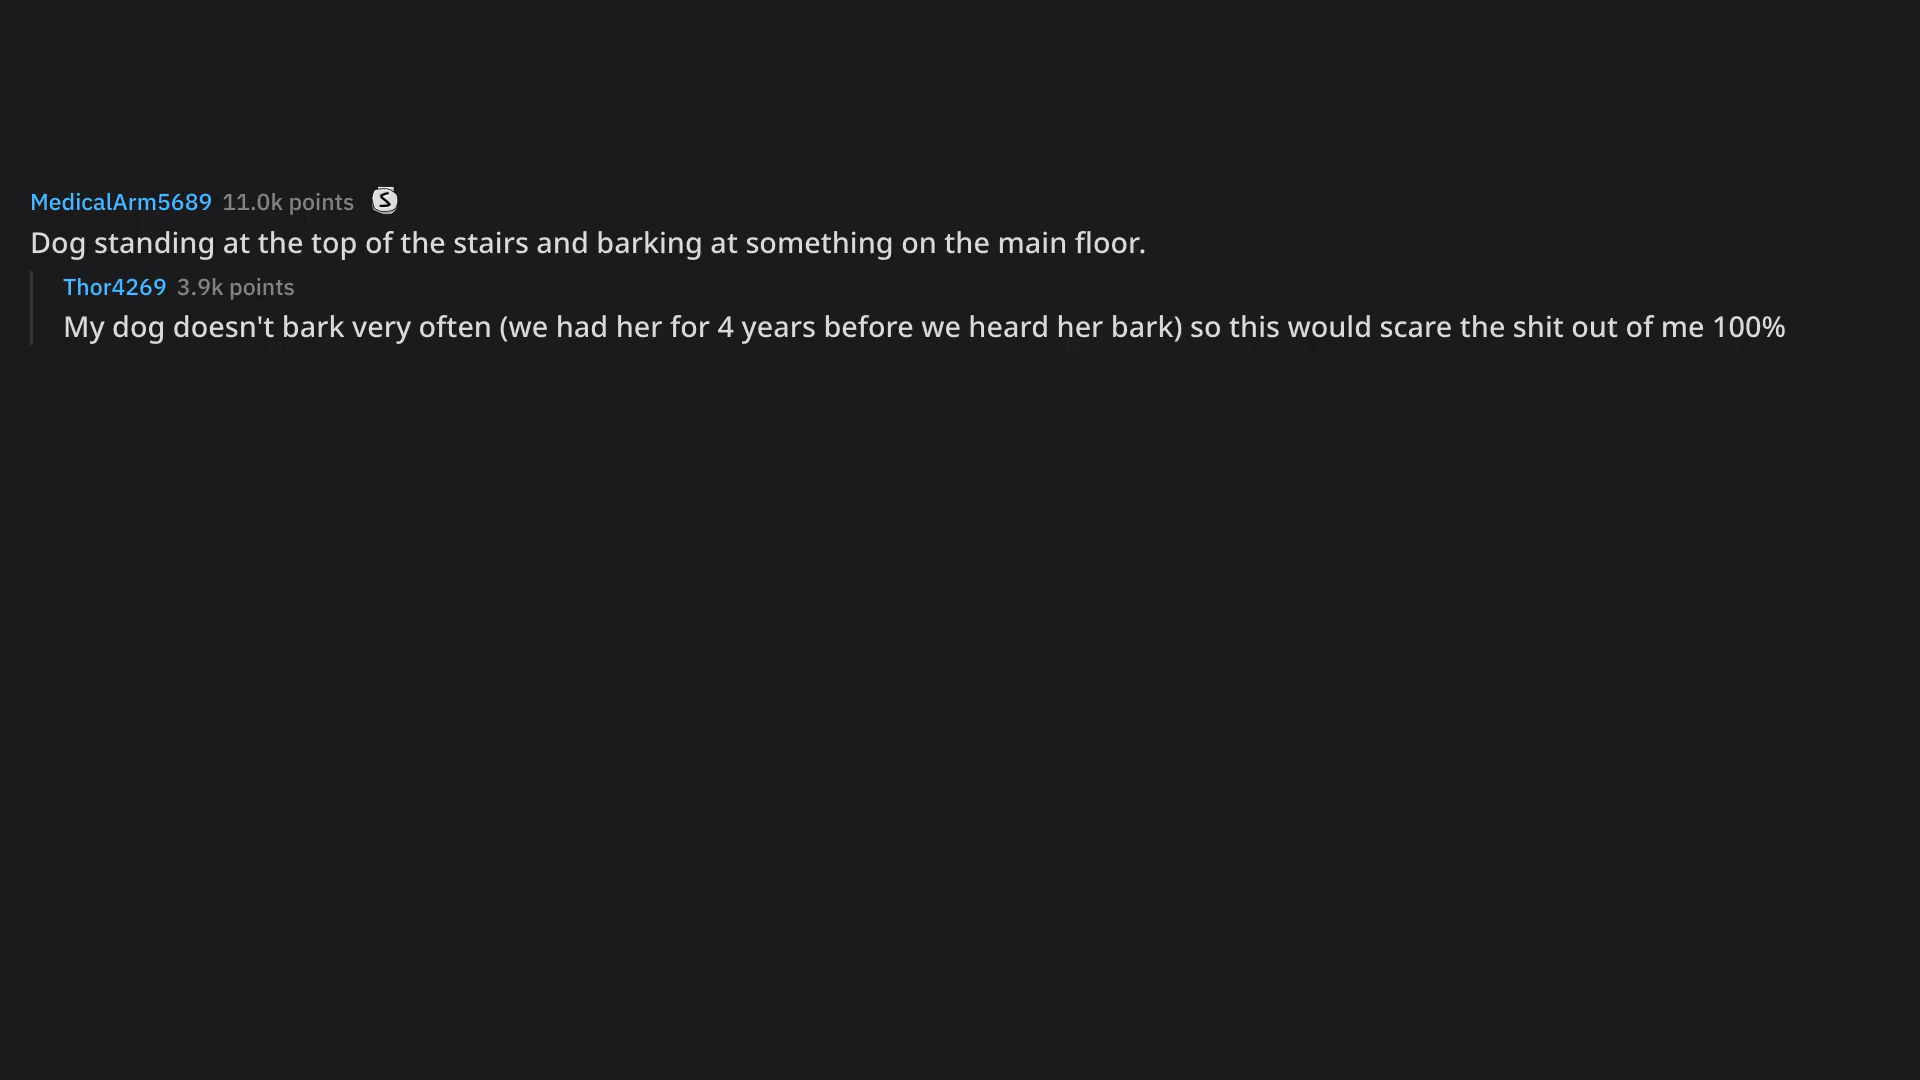 MedicalArm5689 11.0k points S
Dog standing at the top of the stairs and barking at something on the main floor.
Thor4269 3.9k points
My dog doesn't bark very often (we had her for 4 years before we heard her bark) so this would scare the shit out of me 100%